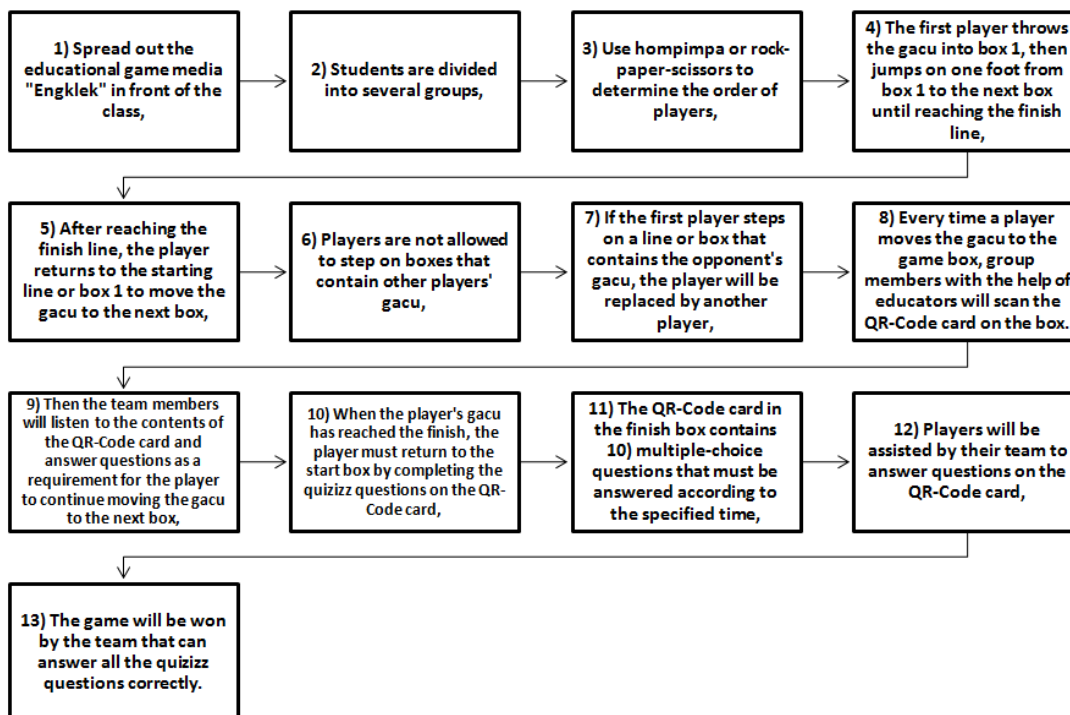 1) Spread out the
educational game media
"Engklek" in front of the
class,
2) Students are divided
into several groups,
3) Use hompimpa or rock-
paper-scissors to
determine the order of
players,
4) The first player throws
the gacu into box 1, then
jumps on one foot from
box 1 to the next box
until reaching the finish
line,
5) After reaching the
finish line, the player
returns to the starting
line or box 1 to move the
gacu to the next box,
6) Players are not allowed
to step on boxes that
contain other players'
gacu,
7) If the first player steps
on a line or box that
contains the opponent's
gacu, the player will be
replaced by another
player,
8) Every time a player
moves the gacu to the
game box, group
members with the help of
educators will scan the
QR-Code card on the box.
9) Then the team members
will listen to the contents of
the QR-Code card and
answer questions as a
requirement for the player
to continue moving the gacu
to the next box,
10) When the player's gacu
has reached the finish, the
player must return to the
start box by completing the
quizizz questions on the QR-
Code card,
11) The QR-Code card in
the finish box contains
10) multiple-choice
questions that must be
answered according to
the specified time,
12) Players will be
assisted by their team to
answer questions on the
QR-Code card,
13) The game will be won
by the team that can
answer all the quizizz
questions correctly.